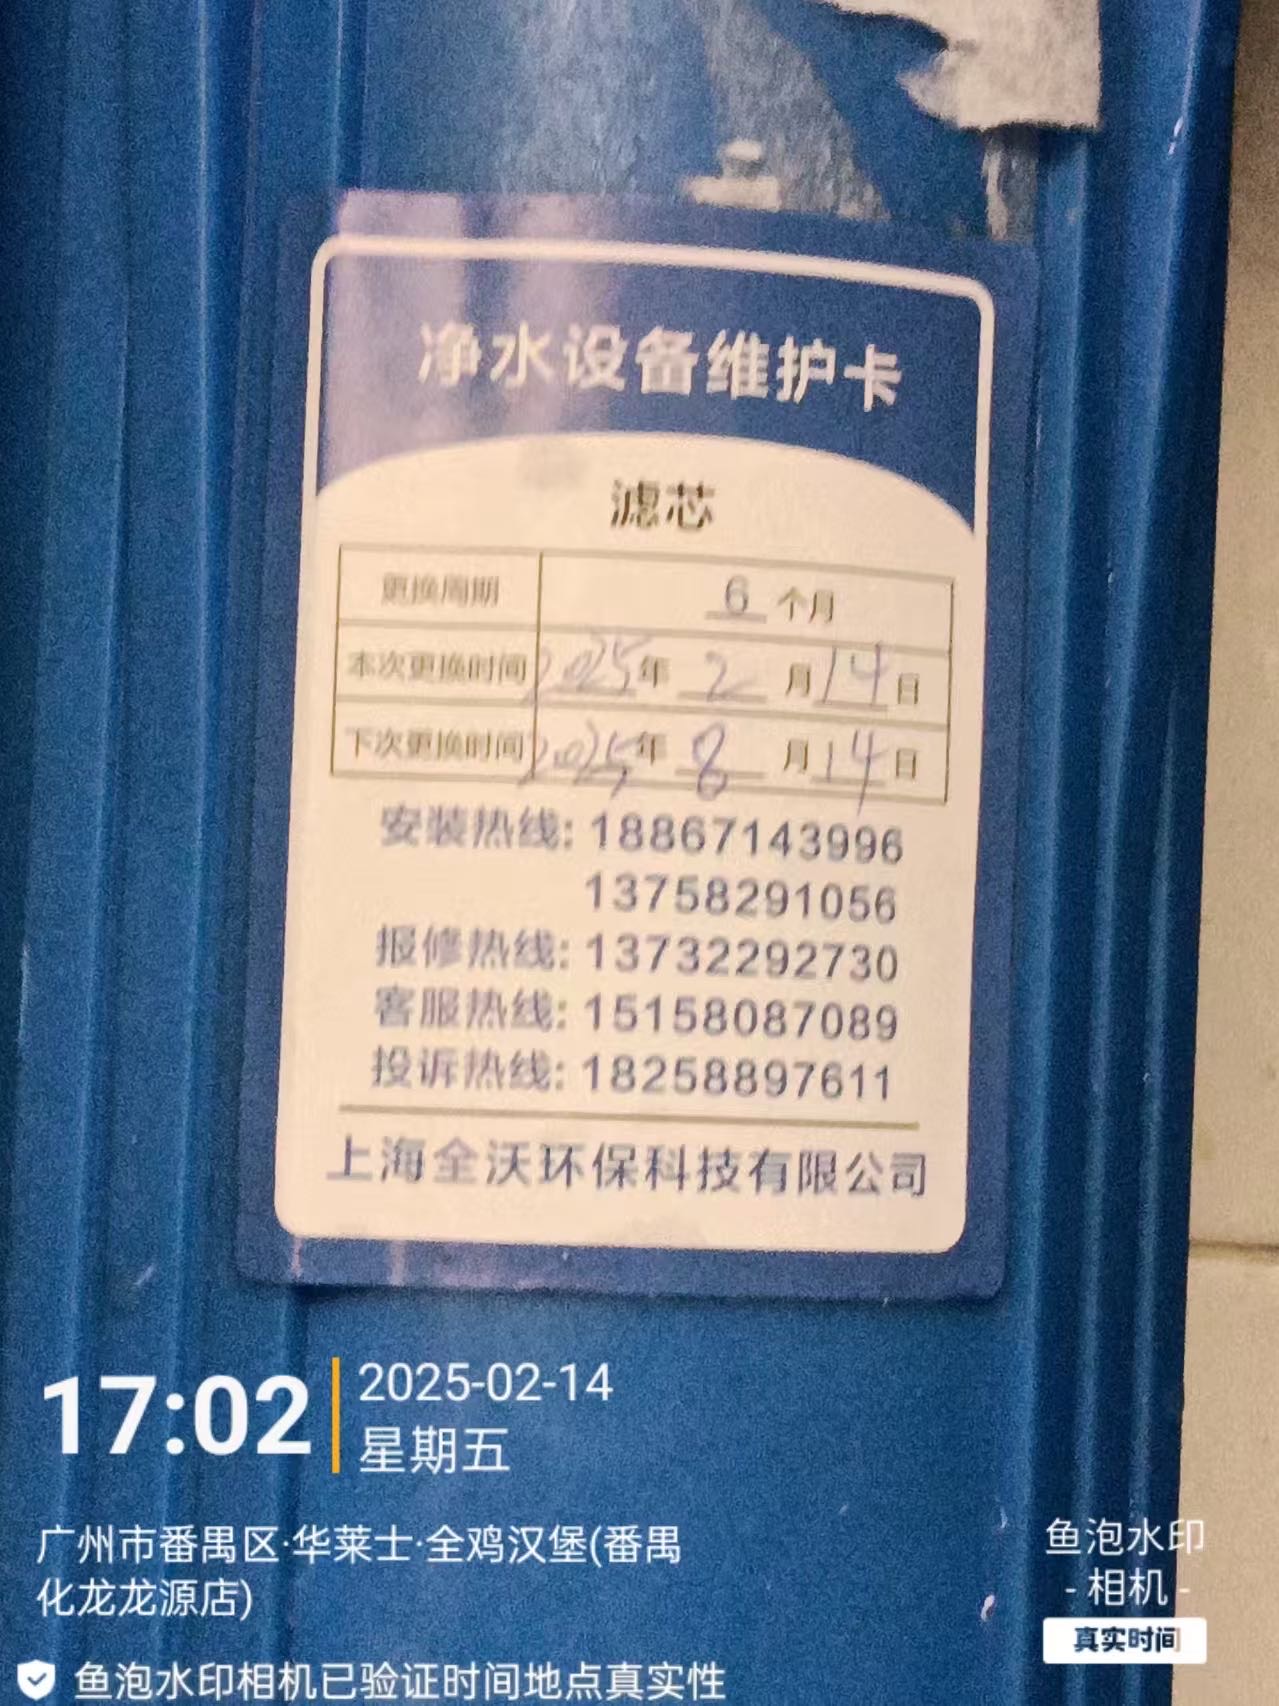 净水设备维护卡
滤芯
更换周期 6 个月
本次更换时间 2025年 2 月 14 日
下次更换时间 2025年 8 月 14 日
安装热线: 18867143996
13758291056
报修热线: 13732292730
客服热线: 15158087089
投诉热线: 18258897611
上海全沃环保科技有限公司
17:02
2025-02-14
星期五
广州市番禺区·华莱士·全鸡汉堡(番禺
化龙龙源店)
鱼泡水印
- 相机 -
真实时间
鱼泡水印相机已验证时间地点真实性